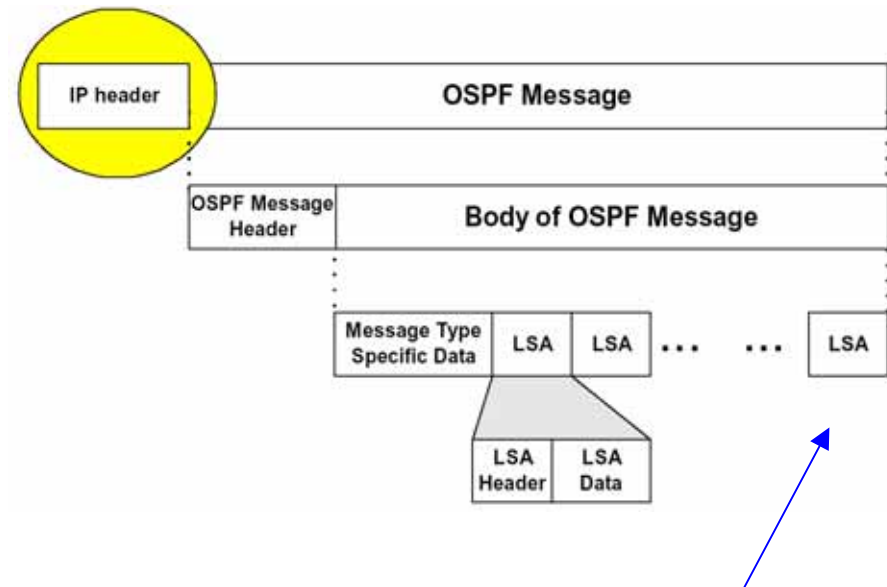 IP header
OSPF Message
OSPF Message
Header
Body of OSPF Message
Message Type
Specific Data
LSA
LSA
... ...
LSA
LSA
Header
LSA
Data